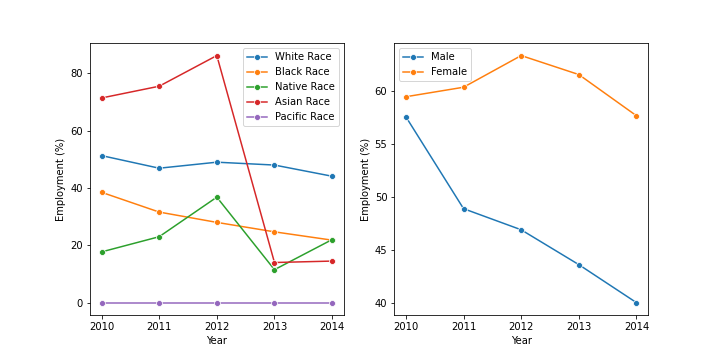 White Race
Black Race
Native Race
Asian Race
Pacific Race
80
60
40
20
0
Employment (%)
2010 2011 2012 2013 2014
Year
Male
Female
60
55
50
45
40
Employment (%)
2010 2011 2012 2013 2014
Year